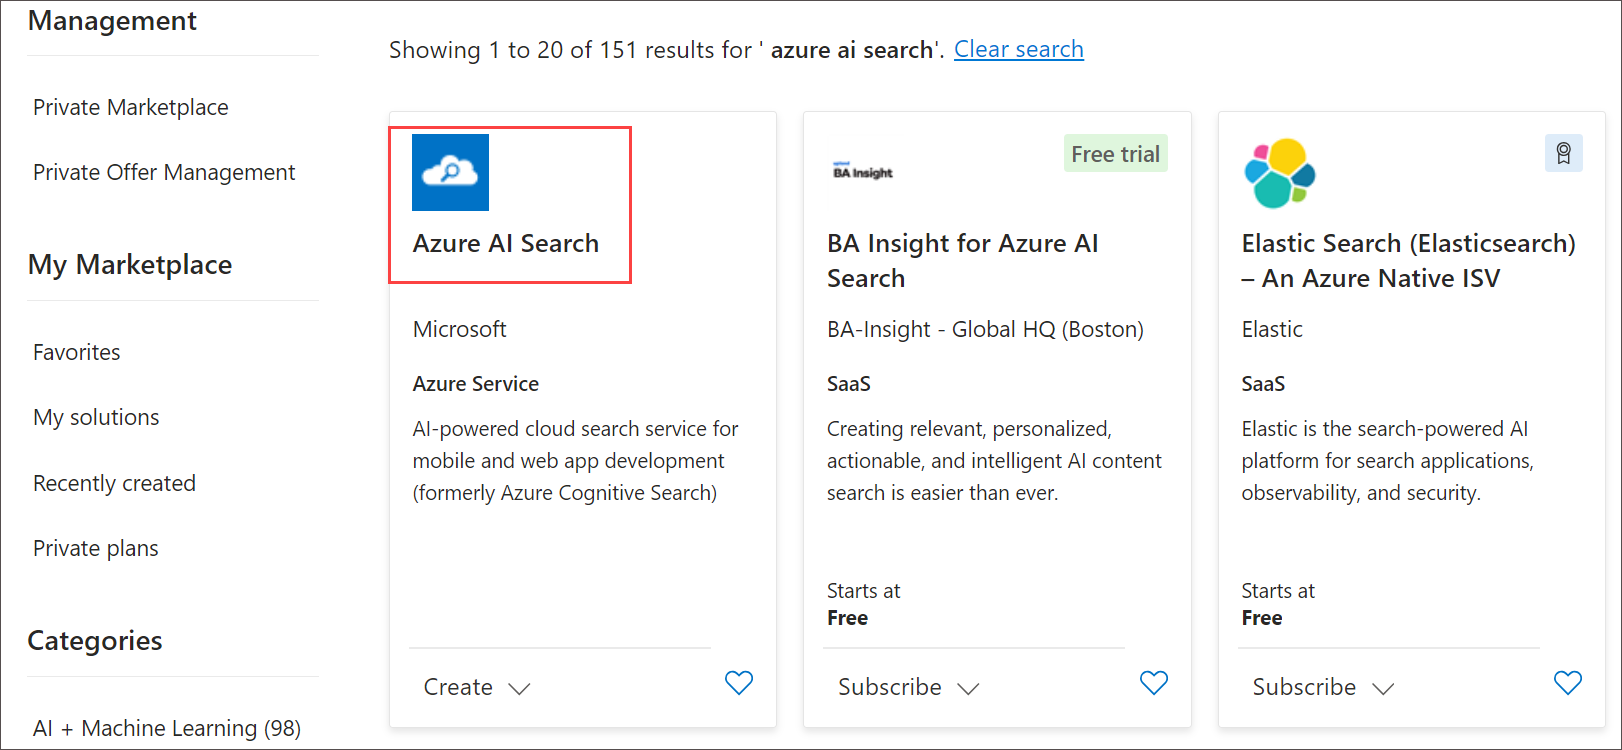 Management
Private Marketplace
Private Offer Management
My Marketplace
Favorites
My solutions
Recently created
Private plans
Categories
AI + Machine Learning (98)
Showing 1 to 20 of 151 results for ' azure ai search'. Clear search
Azure AI Search
Microsoft
Azure Service
AI-powered cloud search service for
mobile and web app development
(formerly Azure Cognitive Search)
Create
BA Insight
Free trial
BA Insight for Azure AI
Search
BA-Insight - Global HQ (Boston)
SaaS
Creating relevant, personalized,
actionable, and intelligent AI content
search is easier than ever.
Starts at
Free
Subscribe
Elastic Search (Elasticsearch)
– An Azure Native ISV
Elastic
SaaS
Elastic is the search-powered AI
platform for search applications,
observability, and security.
Starts at
Free
Subscribe